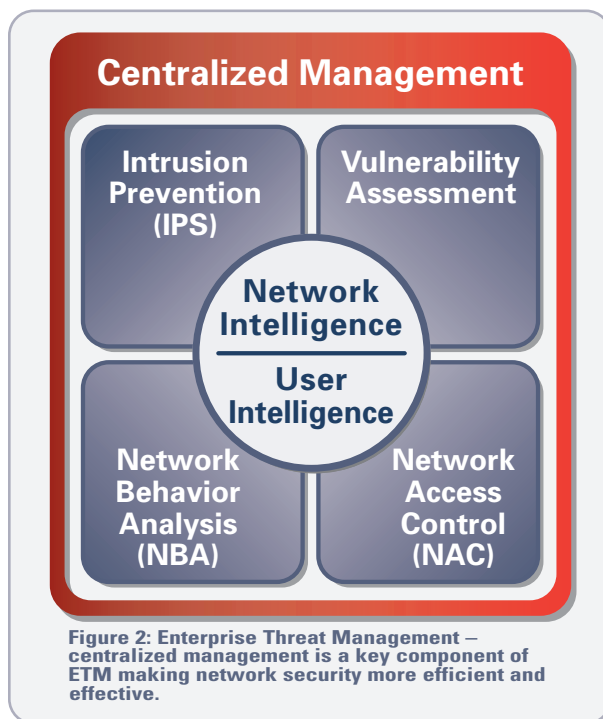 Centralized Management
Intrusion
Prevention
(IPS)
Vulnerability
Assessment
Network
Intelligence
User
Intelligence
Network
Behavior
Analysis
(NBA)
Network
Access
Control
(NAC)
Figure 2: Enterprise Threat Management –
centralized management is a key component of
ETM making network security more efficient and
effective.